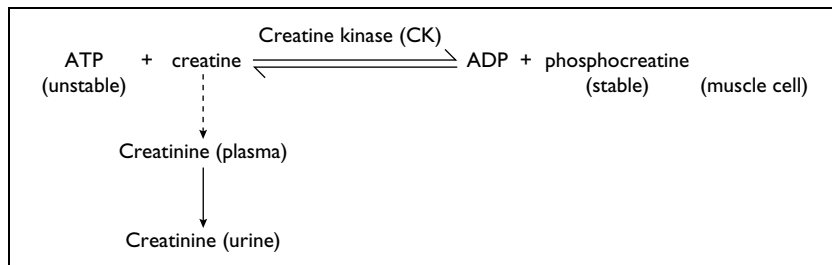 Creatine kinase (CK)
ATP + creatine ADP + phosphocreatine
(unstable) (stable) (muscle cell)
Creatinine (plasma)
Creatinine (urine)